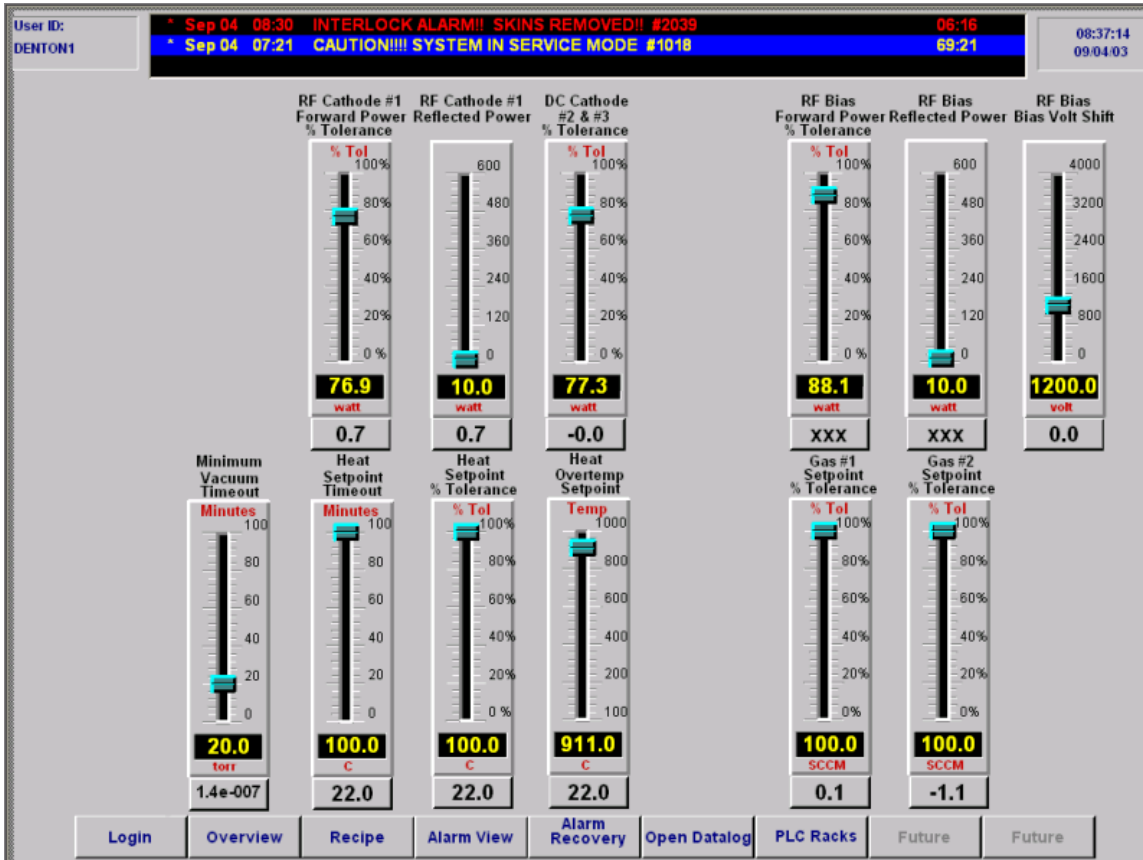 User ID:
DENTON1
* Sep 04 08:30 INTERLOCK ALARM!! SKINS REMOVED!! #2039 06:16
* Sep 04 07:21 CAUTION!!!! SYSTEM IN SERVICE MODE #1018 69:21
08:37:14
09/04/03
RF Cathode #1
Forward Power
% Tolerance
% Tol
100%
80%
60%
40%
20%
0 %
76.9
watt
0.7
RF Cathode #1
Reflected Power
600
480
360
240
120
0
10.0
watt
0.7
DC Cathode
#2 & #3
% Tolerance
% Tol
100%
80%
60%
40%
20%
0 %
77.3
watt
-0.0
RF Bias
Forward Power
% Tolerance
% Tol
100%
80%
60%
40%
20%
0 %
88.1
watt
XXX
RF Bias
Reflected Power
600
480
360
240
120
0
10.0
watt
XXX
RF Bias
Bias Volt Shift
4000
3200
2400
1600
800
0
1200.0
volt
0.0
Minimum
Vacuum
Timeout
Minutes
100
80
60
40
20
0
20.0
torr
1.4e-007
Heat
Setpoint
Timeout
Minutes
100
80
60
40
20
0
100.0
C
22.0
Heat
Setpoint
% Tolerance
% Tol
100%
80%
60%
40%
20%
0 %
100.0
C
22.0
Heat
Overtemp
Setpoint
Temp
1000
800
600
400
200
100
911.0
C
22.0
Gas #1
Setpoint
% Tolerance
% Tol
100%
80%
60%
40%
20%
0%
100.0
SCCM
0.1
Gas #2
Setpoint
% Tolerance
% Tol
100%
80%
60%
40%
20%
0%
100.0
SCCM
-1.1
Login
Overview
Recipe
Alarm View
Alarm
Recovery
Open Datalog
PLC Racks
Future
Future